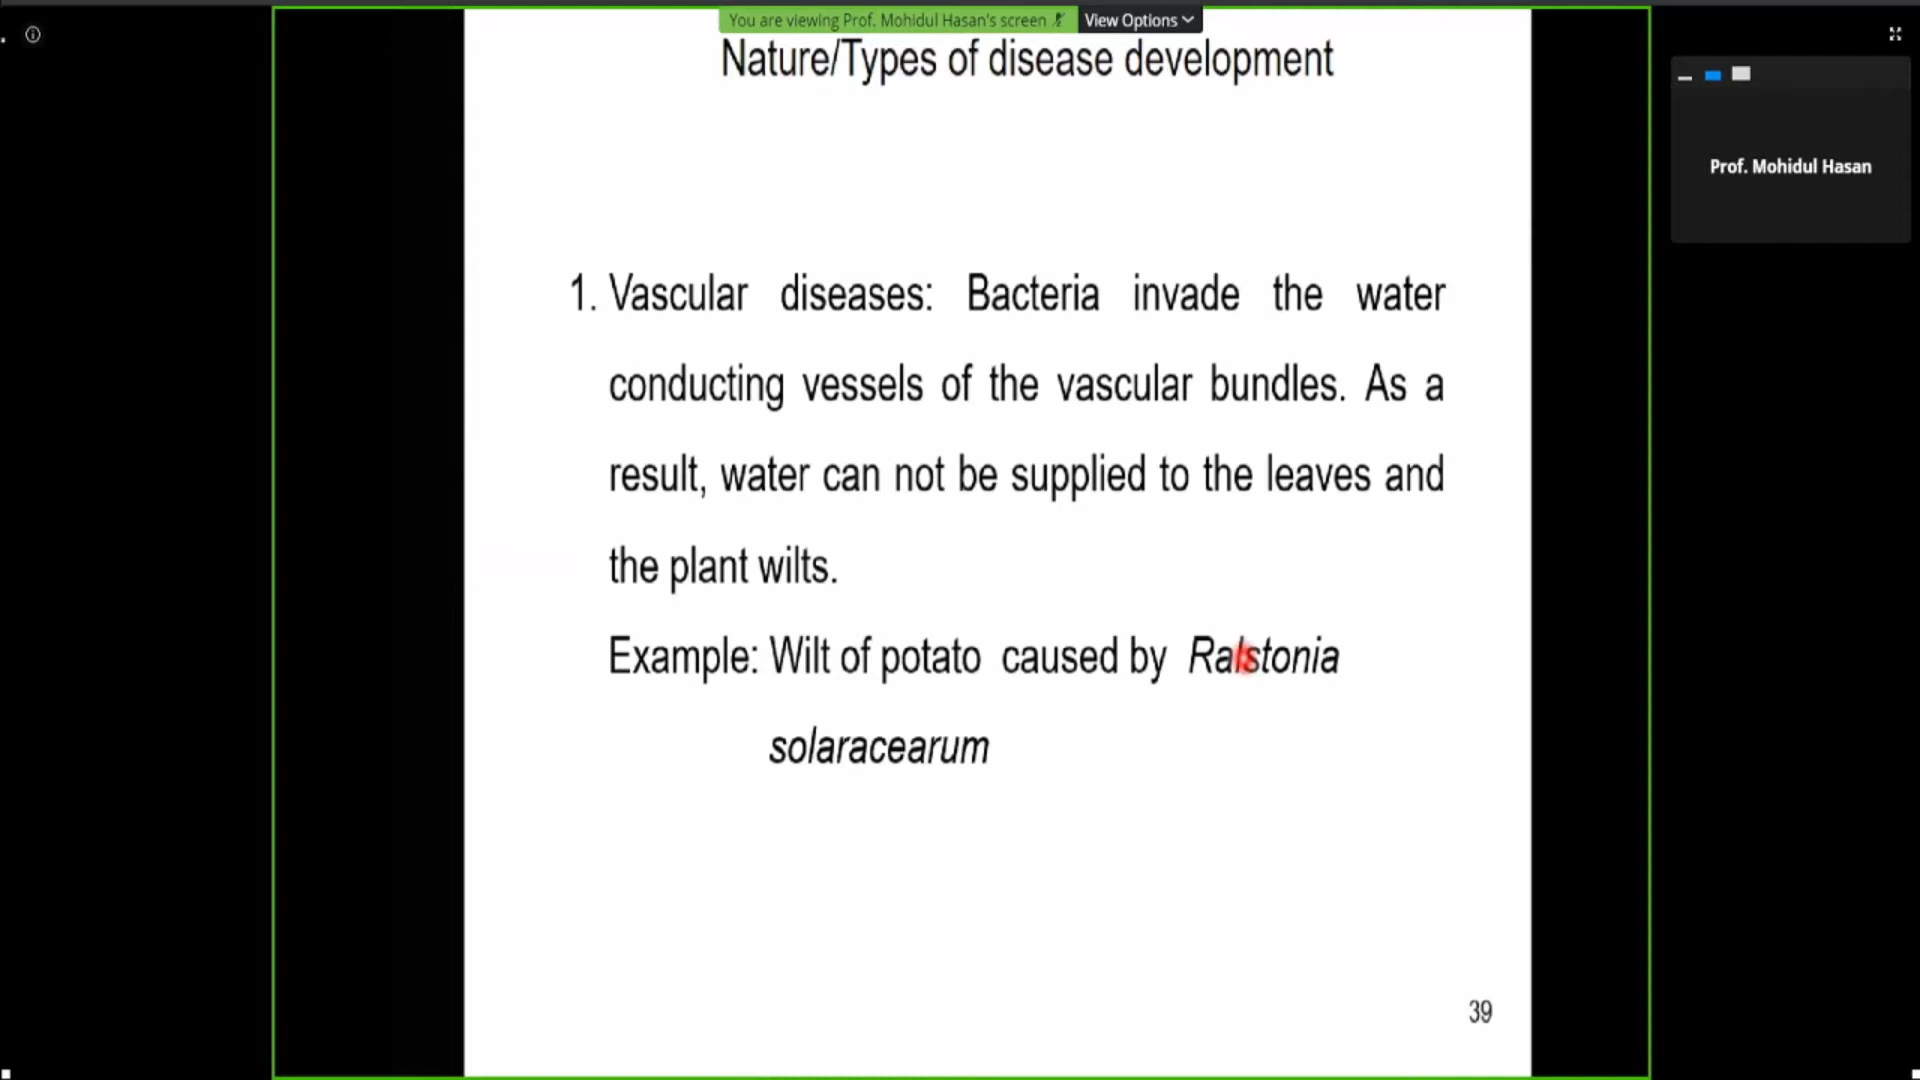 You are viewing Prof. Mohidul Hasan's screen
View Options
Nature/Types of disease development
Prof. Mohidul Hasan
1. Vascular diseases: Bacteria invade the water
conducting vessels of the vascular bundles. As a
result, water can not be supplied to the leaves and
the plant wilts.
Example: Wilt of potato caused by Ralstonia
solaracearum
39